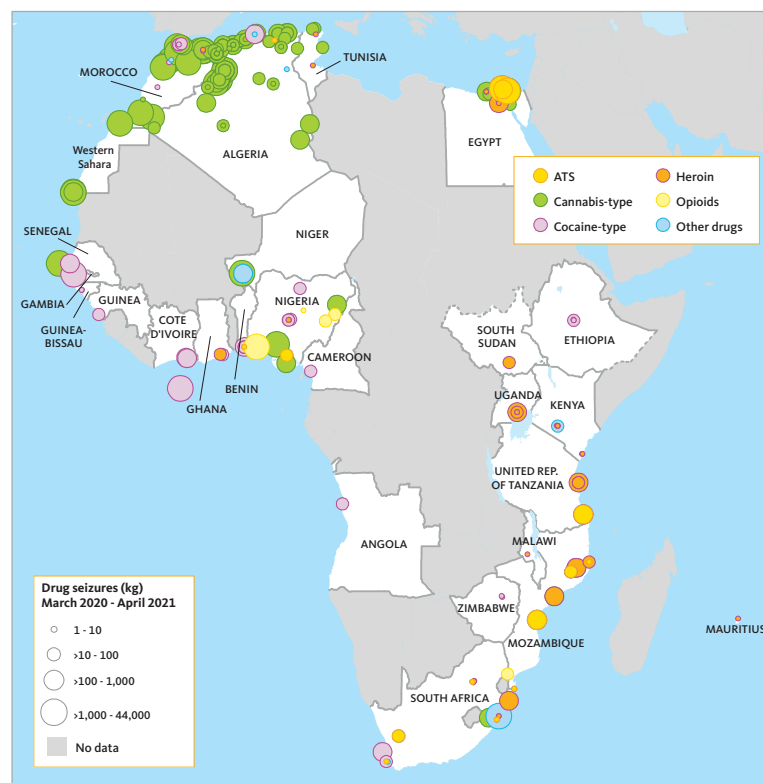 MOROCCO
TUNISIA
ALGERIA
EGYPT
Western
Sahara
ATS
Heroin
Cannabis-type
Opioids
Cocaine-type
Other drugs
SENEGAL
NIGER
GAMBIA
GUINEA
GUINEA-
BISSAU
COTE
D'IVOIRE
NIGERIA
BENIN
GHANA
CAMEROON
SOUTH
SUDAN
ETHIOPIA
UGANDA
KENYA
UNITED REP.
OF TANZANIA
ANGOLA
MALAWI
ZIMBABWE
MOZAMBIQUE
MAURITIUS
SOUTH AFRICA
Drug seizures (kg)
March 2020 - April 2021
1 - 10
>10 - 100
>100 - 1,000
>1,000 - 44,000
No data